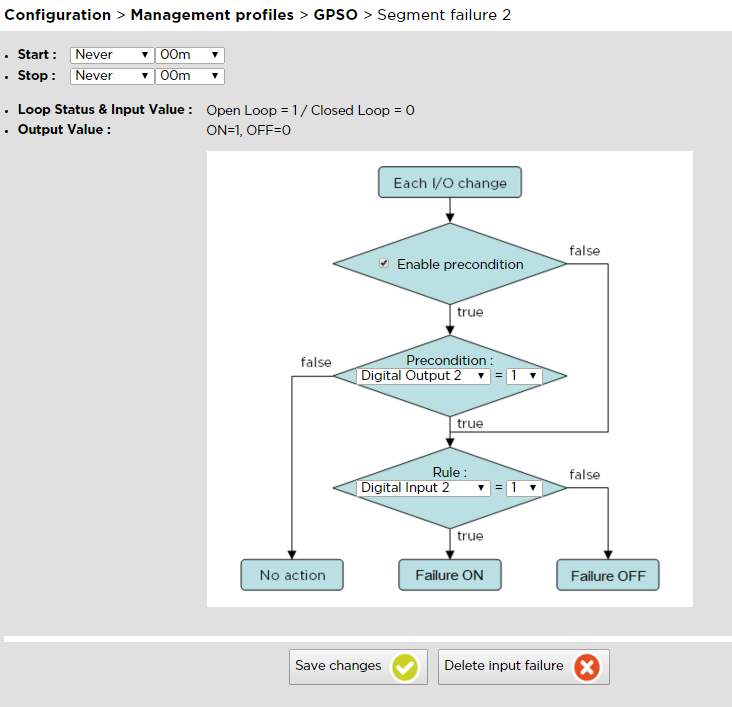 Configuration > Management profiles > GPSO > Segment failure 2
• Start : Never 00m
• Stop : Never 00m
• Loop Status & Input Value : Open Loop = 1 / Closed Loop = 0
• Output Value : ON=1, OFF=0
Each I/O change
Enable precondition
false
true
Precondition :
false
Digital Output 2 = 1
true
Rule :
Digital Input 2 = 1
false
true
No action
Failure ON
Failure OFF
Save changes
Delete input failure